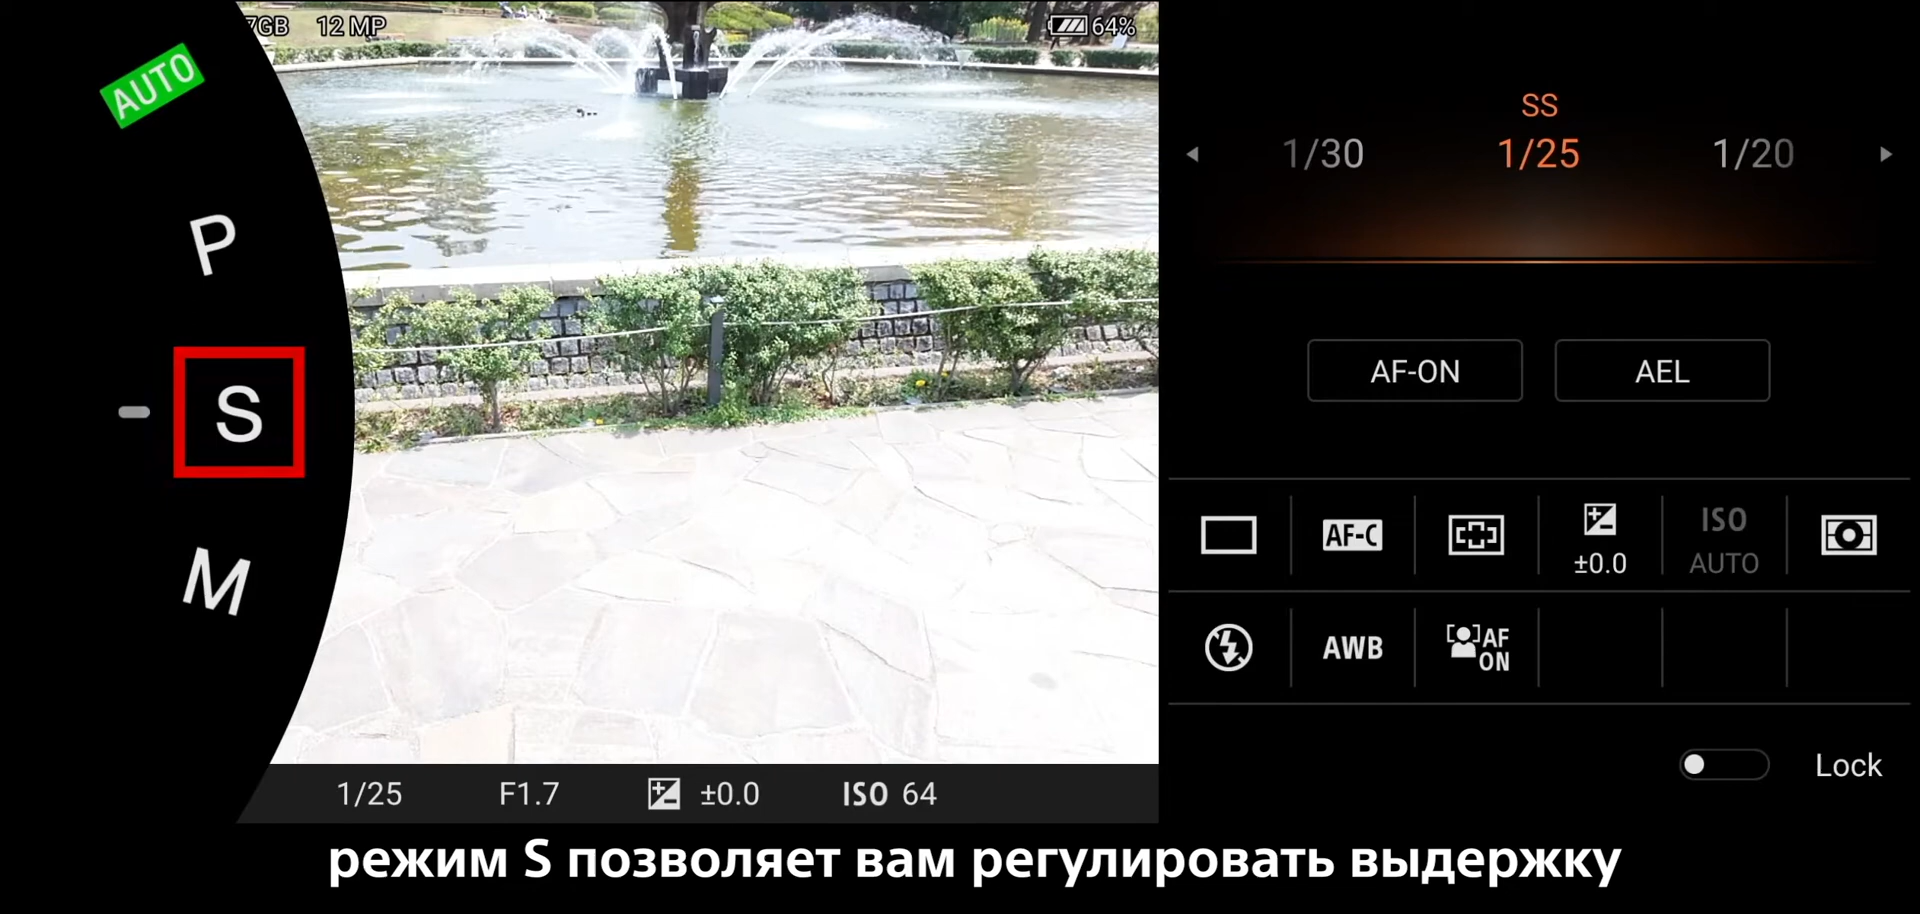 7GB 12 MP 64%
AUTO
P
S
M
SS
1/30 1/25 1/20
AF-ON AEL
AF-C ±0.0 ISO AUTO
AWB AF ON
Lock
1/25 F1.7 ±0.0 ISO 64
режим S позволяет вам регулировать выдержку